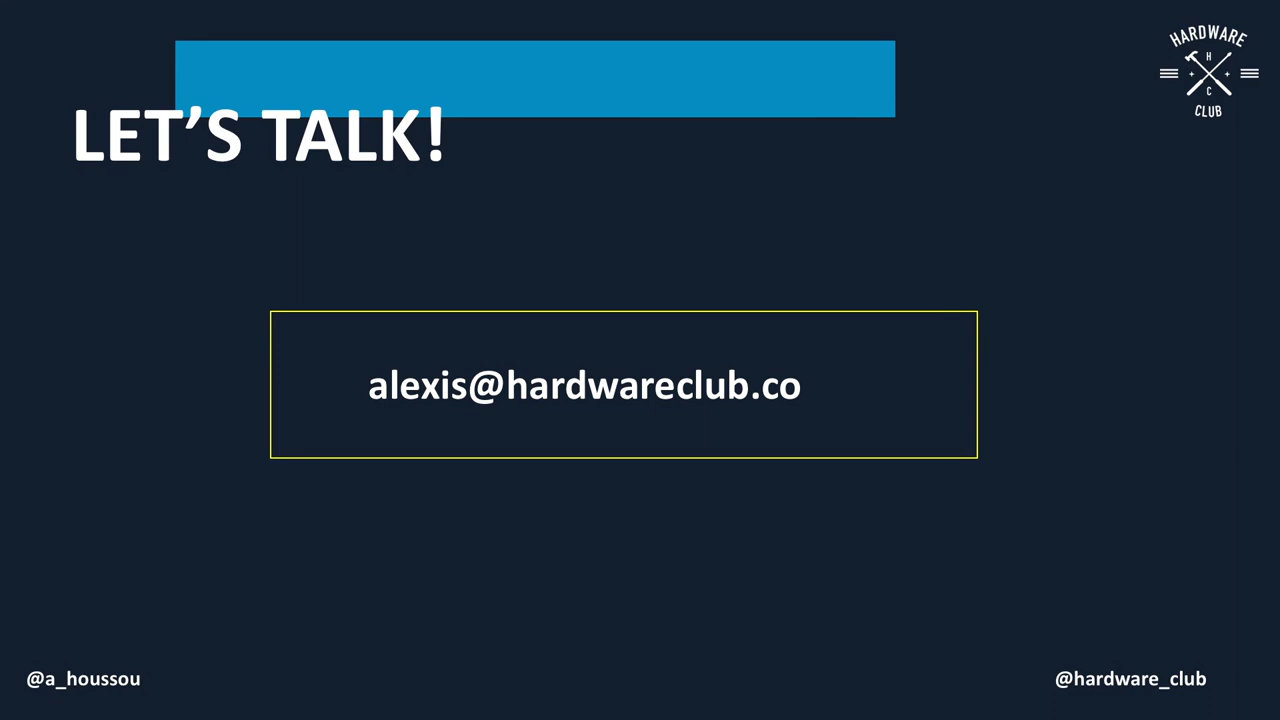 HARDWARE
H
C
CLUB
LET’S TALK!
alexis@hardwareclub.co
@a_houssou
@hardware_club